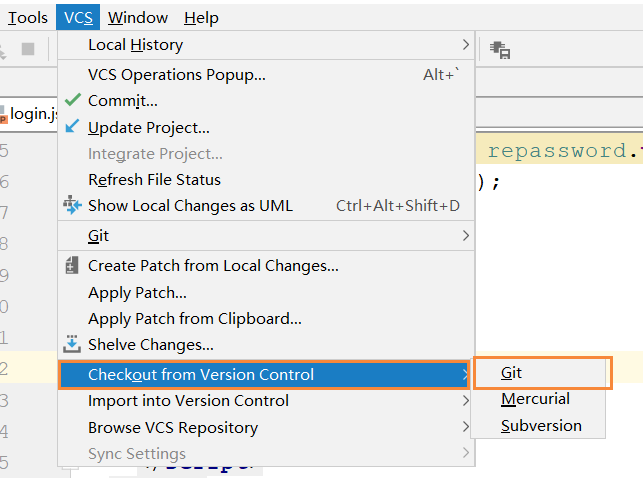 Tools VCS Window Help
Local History
VCS Operations Popup... Alt+`
Commit...
login.js
Update Project...
5 repassword.
Integrate Project...
6 Refresh File Status );
7 Show Local Changes as UML Ctrl+Alt+Shift+D
8 Git
9 Create Patch from Local Changes...
0 Apply Patch...
Apply Patch from Clipboard...
1 Shelve Changes...
2 Checkout from Version Control Git
3 Import into Version Control Mercurial
4 Browse VCS Repository Subversion
5 Sync Settings